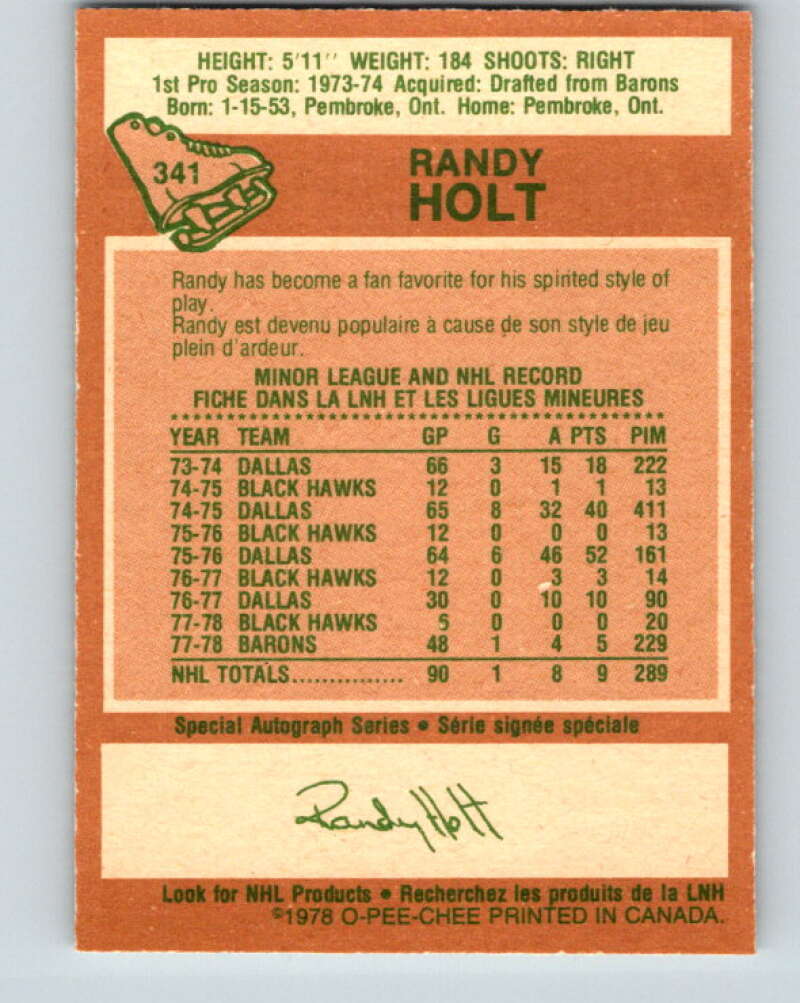 HEIGHT: 5'11" WEIGHT: 184 SHOOTS: RIGHT
1st Pro Season: 1973-74 Acquired: Drafted from Barons
Born: 1-15-53, Pembroke, Ont. Home: Pembroke, Ont.
341
RANDY
HOLT
Randy has become a fan favorite for his spirited style of
play.
Randy est devenu populaire à cause de son style de jeu
plein d'ardeur.
MINOR LEAGUE AND NHL RECORD
FICHE DANS LA LNH ET LES LIGUES MINEURES
YEAR TEAM GP G A PTS PIM
73-74 DALLAS 66 3 15 18 222
74-75 BLACK HAWKS 12 0 1 1 13
74-75 DALLAS 65 8 32 40 411
75-76 BLACK HAWKS 12 0 0 0 13
75-76 DALLAS 64 6 46 52 161
76-77 BLACK HAWKS 12 0 3 3 14
76-77 DALLAS 30 0 10 10 90
77-78 BLACK HAWKS 6 0 0 0 20
77-78 BARONS 48 1 4 5 229
NHL TOTALS............... 90 1 8 9 289
Special Autograph Series • Série signée spéciale
Randy Holt
Look for NHL Products • Recherchez les produits de la LNH
©1978 O-PEE-CHEE PRINTED IN CANADA.